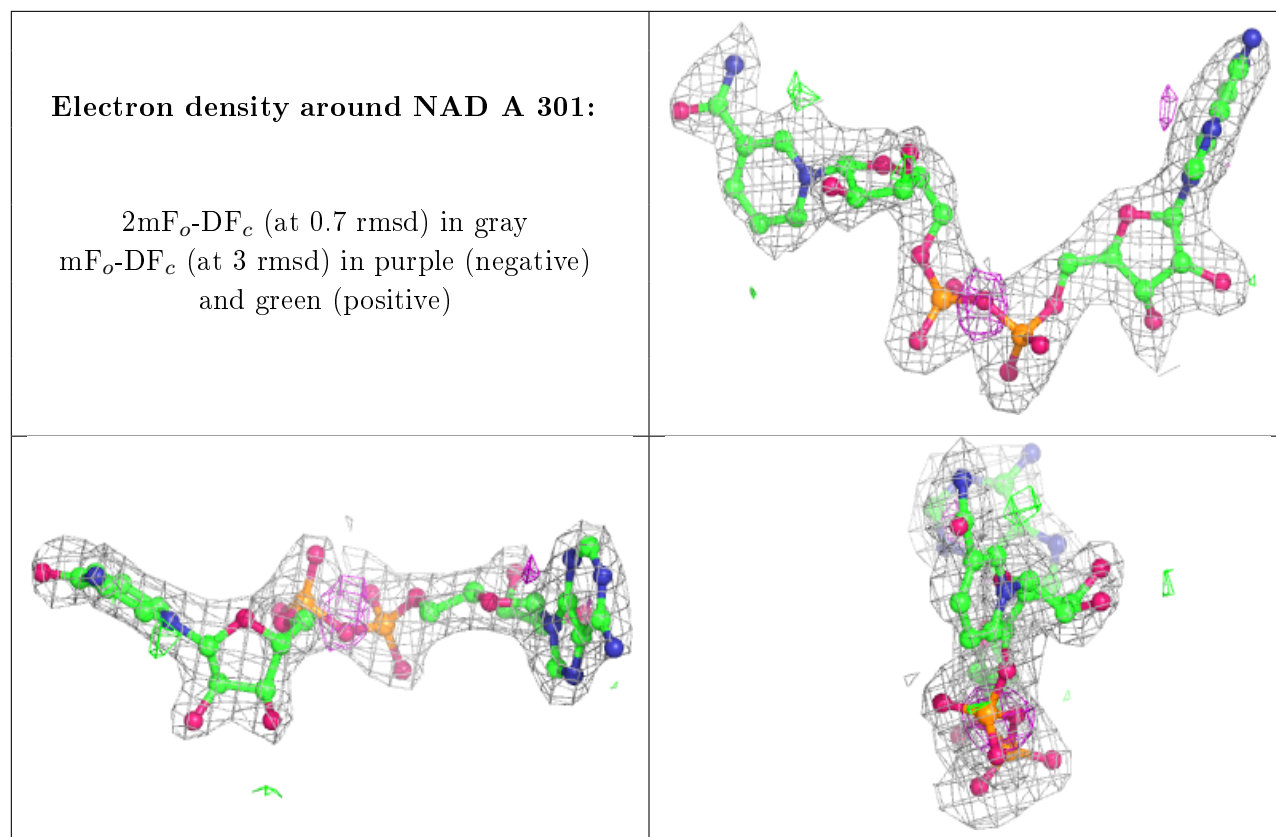 Electron density around NAD A 301:
2mFo-DFc (at 0.7 rmsd) in gray
mFo-DFc (at 3 rmsd) in purple (negative)
and green (positive)